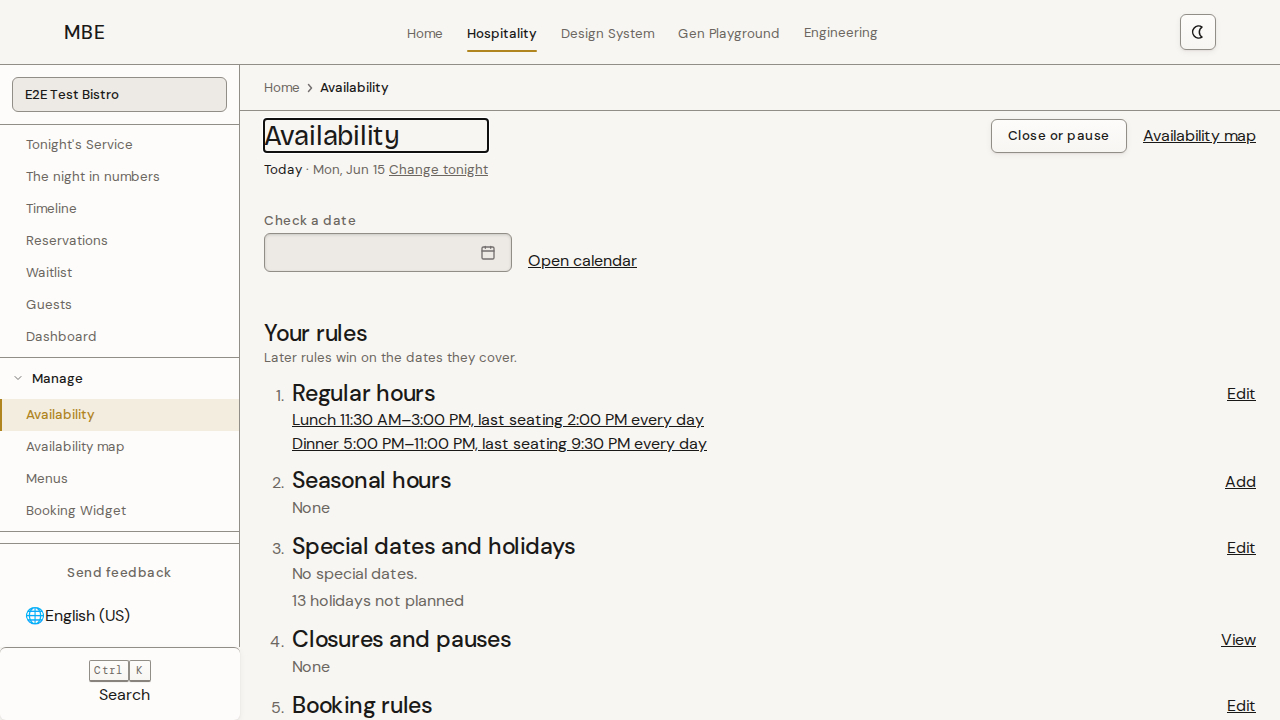 MBE
Home
Hospitality
Design System
Gen Playground
Engineering
E2E Test Bistro
Tonight's Service
The night in numbers
Timeline
Reservations
Waitlist
Guests
Dashboard
Manage
Availability
Availability map
Menus
Booking Widget
Send feedback
English (US)
Ctrl K
Search
Home > Availability
Availability
Close or pause
Availability map
Today · Mon, Jun 15 Change tonight
Check a date
Open calendar
Your rules
Later rules win on the dates they cover.
1. Regular hours
Edit
Lunch 11:30 AM–3:00 PM, last seating 2:00 PM every day
Dinner 5:00 PM–11:00 PM, last seating 9:30 PM every day
2. Seasonal hours
Add
None
3. Special dates and holidays
Edit
No special dates.
13 holidays not planned
4. Closures and pauses
View
None
5. Booking rules
Edit